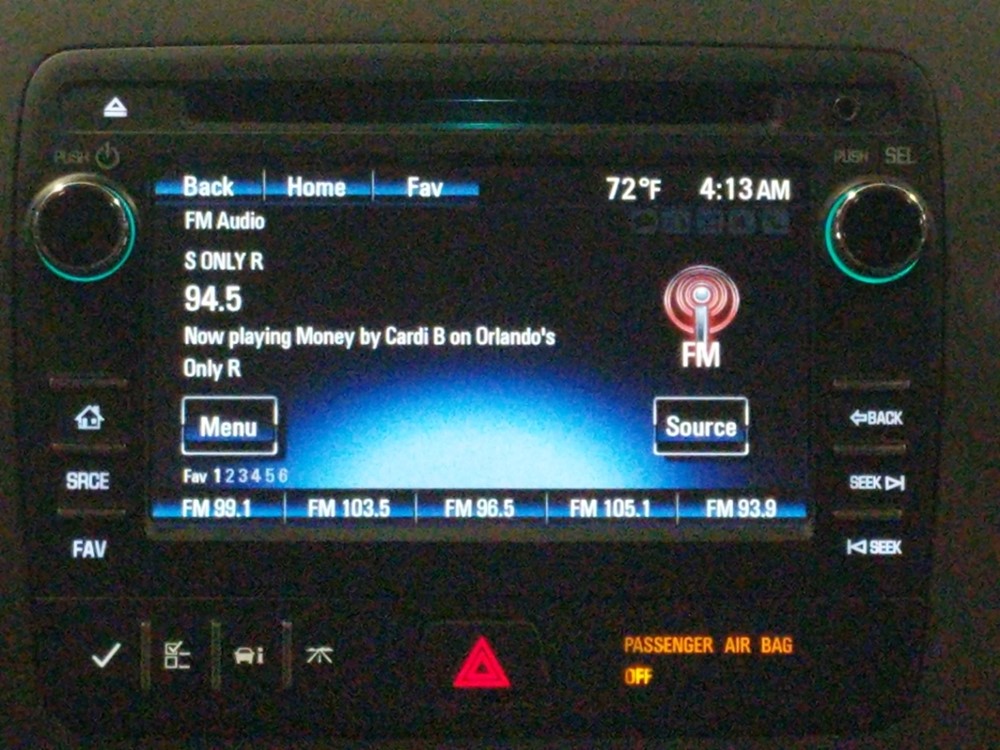 PUSH
PUSH SEL
Back Home Fav 72°F 4:13 AM
FM Audio
S ONLY R
94.5
Now playing Money by Cardi B on Orlando's
Only R
FM
Menu Source
Fav 1 2 3 4 5 6
FM 99.1 FM 103.5 FM 96.5 FM 105.1 FM 93.9
BACK
SRCE
SEEK
FAV
SEEK
PASSENGER AIR BAG
OFF